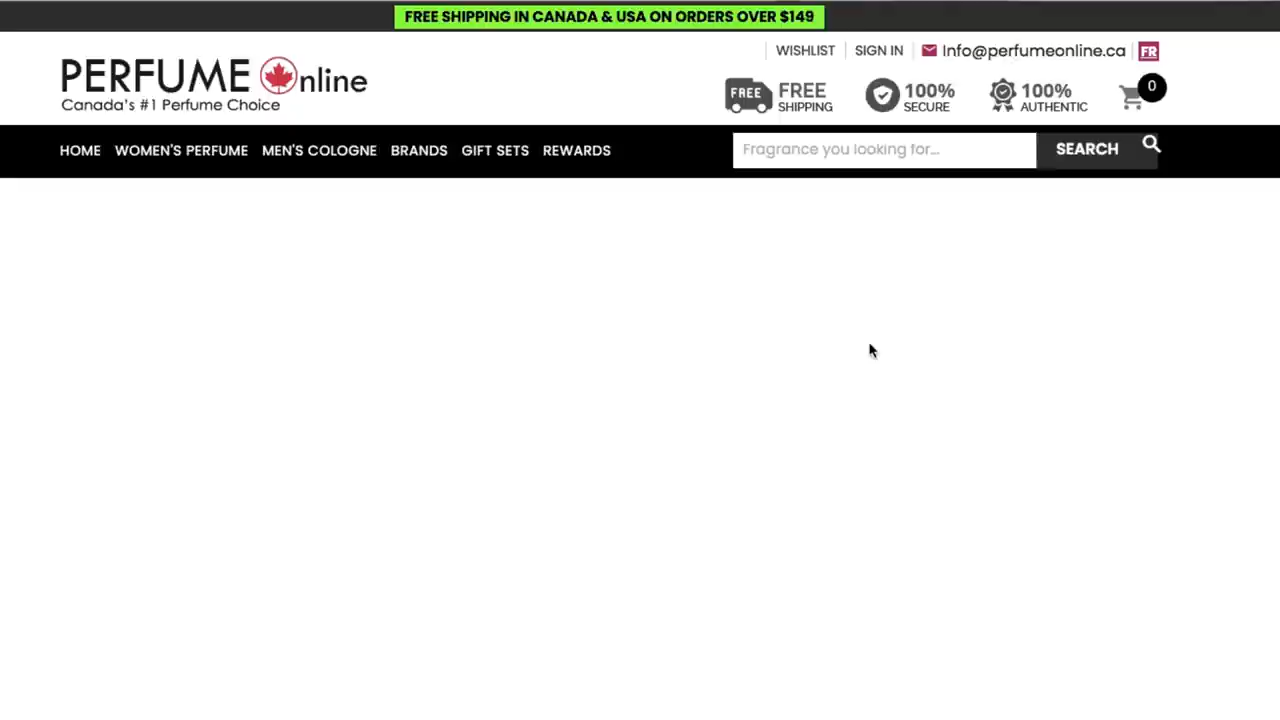 FREE SHIPPING IN CANADA & USA ON ORDERS OVER $149
WISHLIST SIGN IN Info@perfumeonline.ca FR
PERFUME Online
Canada's #1 Perfume Choice
FREE FREE SHIPPING
100% SECURE
100% AUTHENTIC
0
HOME WOMEN'S PERFUME MEN'S COLOGNE BRANDS GIFT SETS REWARDS
Fragrance you looking for... SEARCH